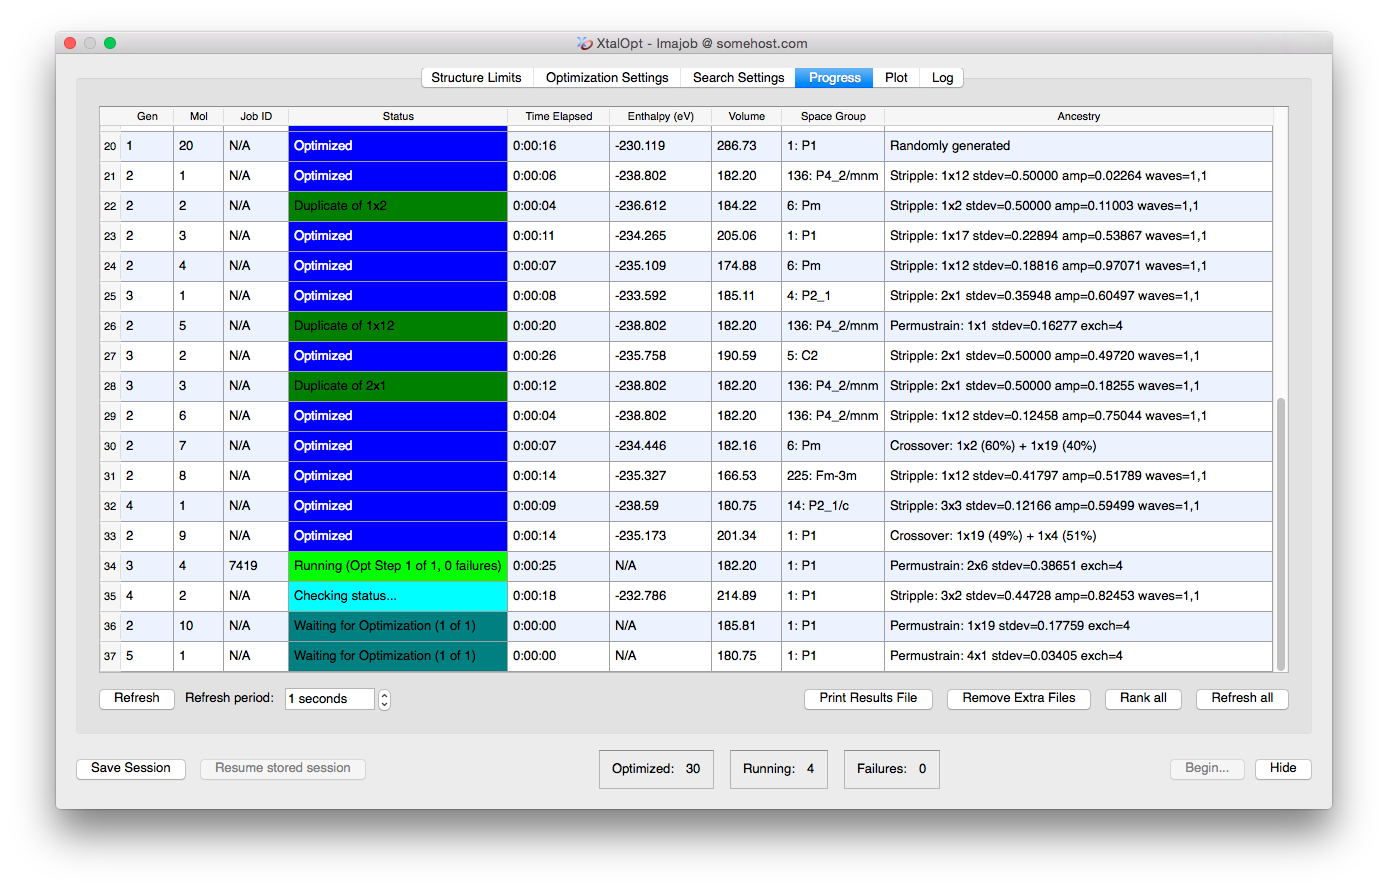 XtalOpt - Imajob @ somehost.com
Structure Limits Optimization Settings Search Settings Progress Plot Log
Gen Mol Job ID Status Time Elapsed Enthalpy (eV) Volume Space Group Ancestry
20 1 20 N/A Optimized 0:00:16 -230.119 286.73 1: P1 Randomly generated
21 2 1 N/A Optimized 0:00:06 -238.802 182.20 136: P4_2/mnm Stripple: 1x12 stdev=0.50000 amp=0.02264 waves=1,1
22 2 2 N/A Duplicate of 1x2 0:00:04 -236.612 184.22 6: Pm Stripple: 1x2 stdev=0.50000 amp=0.11003 waves=1,1
23 2 3 N/A Optimized 0:00:11 -234.265 205.06 1: P1 Stripple: 1x17 stdev=0.22894 amp=0.53867 waves=1,1
24 2 4 N/A Optimized 0:00:07 -235.109 174.88 6: Pm Stripple: 1x12 stdev=0.18816 amp=0.97071 waves=1,1
25 3 1 N/A Optimized 0:00:08 -233.592 185.11 4: P2_1 Stripple: 2x1 stdev=0.35948 amp=0.60497 waves=1,1
26 2 5 N/A Duplicate of 1x12 0:00:20 -238.802 182.20 136: P4_2/mnm Permustrain: 1x1 stdev=0.16277 exch=4
27 3 2 N/A Optimized 0:00:26 -235.758 190.59 5: C2 Stripple: 2x1 stdev=0.50000 amp=0.49720 waves=1,1
28 3 3 N/A Duplicate of 2x1 0:00:12 -238.802 182.20 136: P4_2/mnm Stripple: 2x1 stdev=0.50000 amp=0.18255 waves=1,1
29 2 6 N/A Optimized 0:00:04 -238.802 182.20 136: P4_2/mnm Stripple: 1x12 stdev=0.12458 amp=0.75044 waves=1,1
30 2 7 N/A Optimized 0:00:07 -234.446 182.16 6: Pm Crossover: 1x2 (60%) + 1x19 (40%)
31 2 8 N/A Optimized 0:00:14 -235.327 166.53 225: Fm-3m Stripple: 1x12 stdev=0.41797 amp=0.51789 waves=1,1
32 4 1 N/A Optimized 0:00:09 -238.59 180.75 14: P2_1/c Stripple: 3x3 stdev=0.12166 amp=0.59499 waves=1,1
33 2 9 N/A Optimized 0:00:14 -235.173 201.34 1: P1 Crossover: 1x19 (49%) + 1x4 (51%)
34 3 4 7419 Running (Opt Step 1 of 1, 0 failures) 0:00:25 N/A 182.20 1: P1 Permustrain: 2x6 stdev=0.38651 exch=4
35 4 2 N/A Checking status... 0:00:18 -232.786 214.89 1: P1 Stripple: 3x2 stdev=0.44728 amp=0.82453 waves=1,1
36 2 10 N/A Waiting for Optimization (1 of 1) 0:00:00 N/A 185.81 1: P1 Permustrain: 1x19 stdev=0.17759 exch=4
37 5 1 N/A Waiting for Optimization (1 of 1) 0:00:00 N/A 180.75 1: P1 Permustrain: 4x1 stdev=0.03405 exch=4
Refresh Refresh period: 1 seconds Print Results File Remove Extra Files Rank all Refresh all
Save Session Resume stored session Optimized: 30 Running: 4 Failures: 0 Begin... Hide